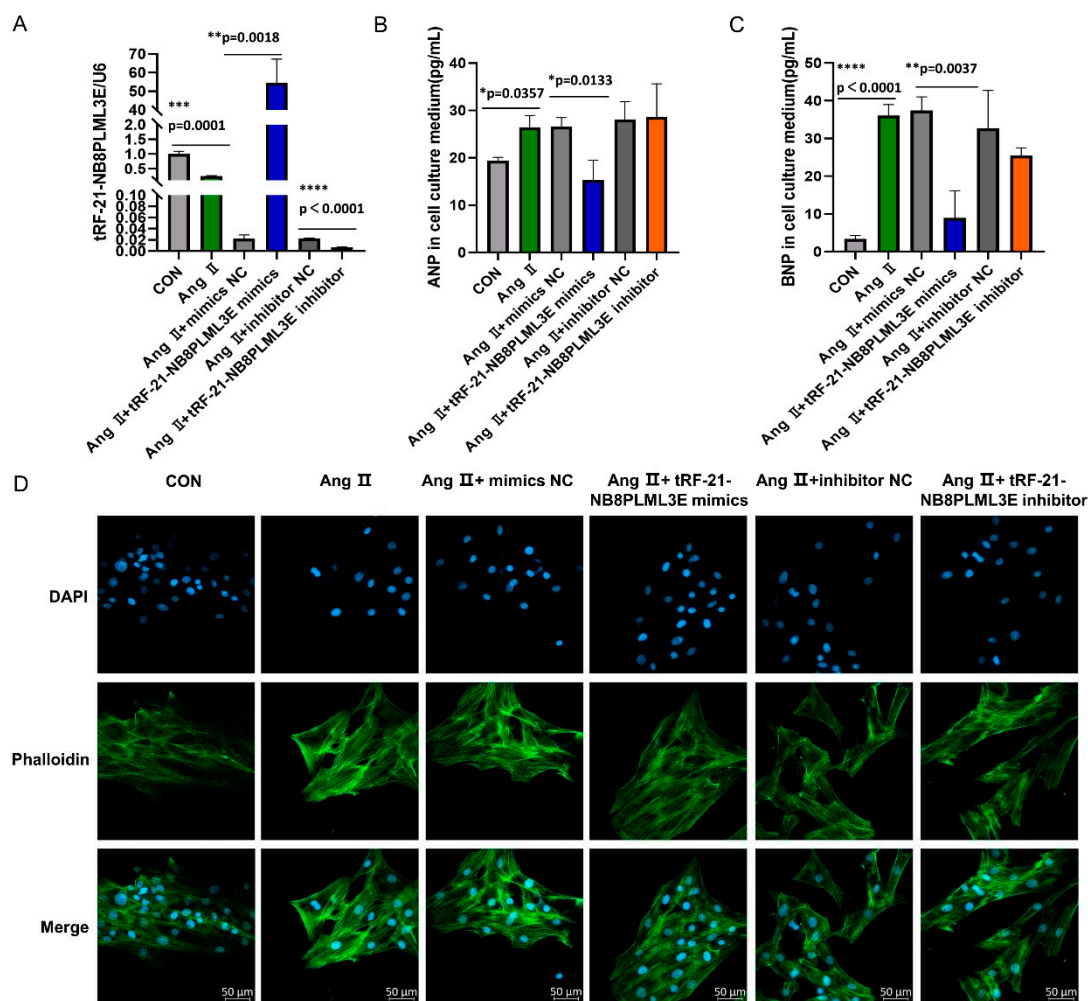 A
tRF-21-NB8PLML3E/U6
**p=0.0018
70
60
50
40
30
20
10
2.0
1.5
1.0
0.5
0.10
0.08
0.06
0.04
0.02
0.00
***
p=0.0001
****
p＜0.0001
CON
Ang Ⅱ
Ang Ⅱ+mimics NC
Ang Ⅱ+tRF-21-NB8PLML3E mimics
Ang Ⅱ+inhibitor NC
Ang Ⅱ+tRF-21-NB8PLML3E inhibitor
B
ANP in cell culture medium(pg/mL)
40
30
20
10
0
*p=0.0357
*p=0.0133
CON
Ang Ⅱ
Ang Ⅱ+mimics NC
Ang Ⅱ+tRF-21-NB8PLML3E mimics
Ang Ⅱ+inhibitor NC
Ang Ⅱ+tRF-21-NB8PLML3E inhibitor
C
BNP in cell culture medium(pg/mL)
50
40
30
20
10
0
****
p＜0.0001
**p=0.0037
CON
Ang Ⅱ
Ang Ⅱ+mimics NC
Ang Ⅱ+tRF-21-NB8PLML3E mimics
Ang Ⅱ+inhibitor NC
Ang Ⅱ+tRF-21-NB8PLML3E inhibitor
D
CON
Ang Ⅱ
Ang Ⅱ+ mimics NC
Ang Ⅱ+ tRF-21-
NB8PLML3E mimics
Ang Ⅱ+inhibitor NC
Ang Ⅱ+ tRF-21-
NB8PLML3E inhibitor
DAPI
Phalloidin
Merge
50 μm
50 μm
50 μm
50 μm
50 μm
50 μm